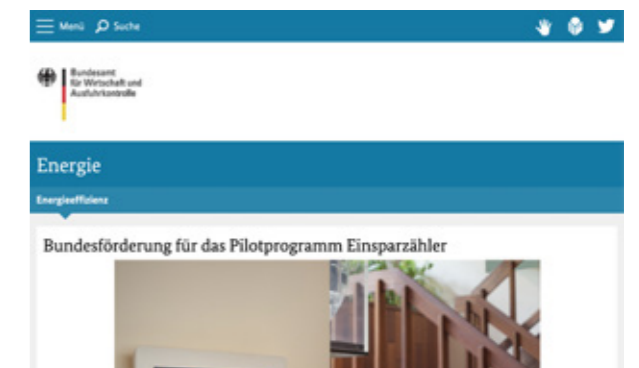 Menü Suche
Bundesamt
für Wirtschaft und
Ausfuhrkontrolle
Energie
Energieeffizienz
Bundesförderung für das Pilotprogramm Einsparzähler